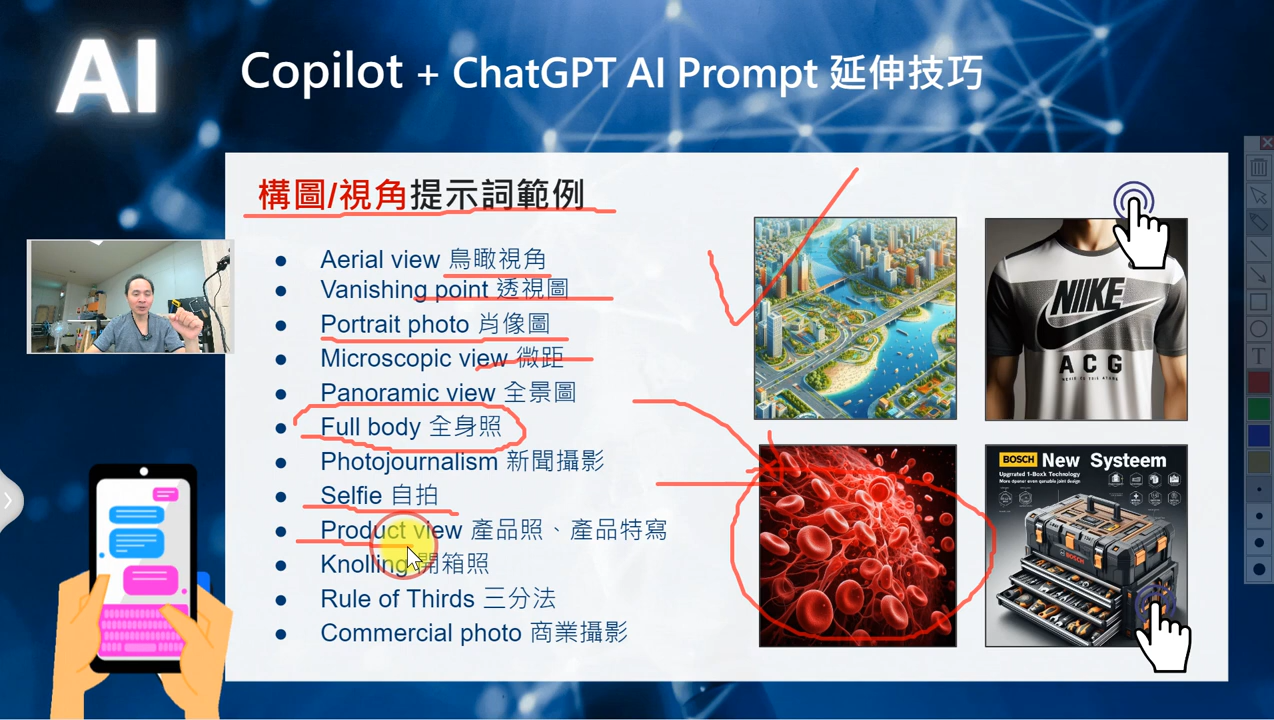 AI
Copilot + ChatGPT AI Prompt 延伸技巧
構圖/視角提示詞範例
● Aerial view 鳥瞰視角
● Vanishing point 透視圖
● Portrait photo 肖像圖
● Microscopic view 微距
● Panoramic view 全景圖
● Full body 全身照
● Photojournalism 新聞攝影
● Selfie 自拍
● Product view 產品照、產品特寫
● Knolling 開箱照
● Rule of Thirds 三分法
● Commercial photo 商業攝影
NIIKE
ACG
BOSCH New Systeem
BOSCH
T